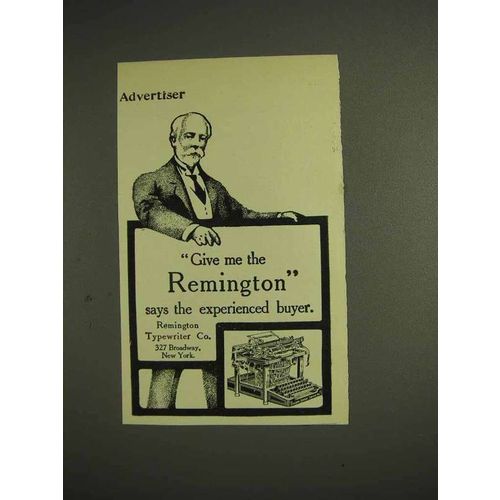 Advertiser
"Give me the
Remington"
says the experienced buyer.
Remington
Typewriter Co.
327 Broadway,
New York.